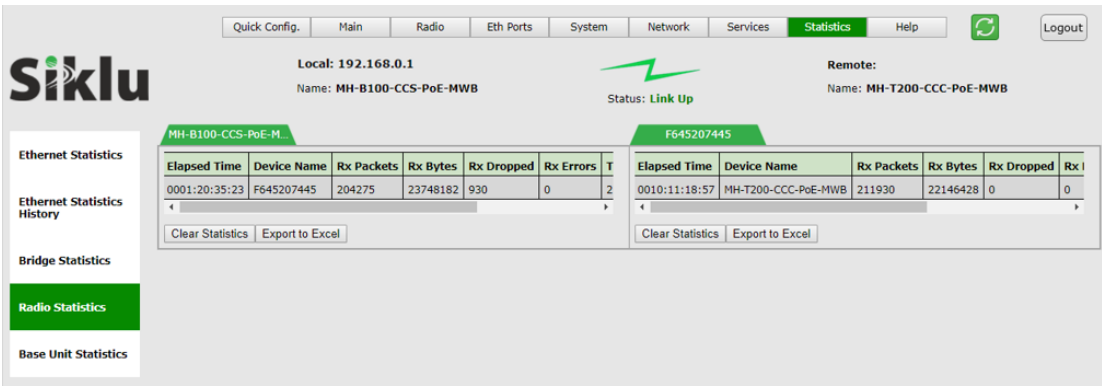 Quick Config. Main Radio Eth Ports System Network Services Statistics Help Logout
Siklu
Local: 192.168.0.1
Name: MH-B100-CCS-PoE-MWB
Status: Link Up
Remote:
Name: MH-T200-CCC-PoE-MWB
Ethernet Statistics
Ethernet Statistics
History
Bridge Statistics
Radio Statistics
Base Unit Statistics
MH-B100-CCS-PoE-M...
Elapsed Time Device Name Rx Packets Rx Bytes Rx Dropped Rx Errors T
0001:20:35:23 F645207445 204275 23748182 930 0 2
Clear Statistics Export to Excel
F645207445
Elapsed Time Device Name Rx Packets Rx Bytes Rx Dropped Rx
0010:11:18:57 MH-T200-CCC-PoE-MWB 211930 22146428 0 0
Clear Statistics Export to Excel